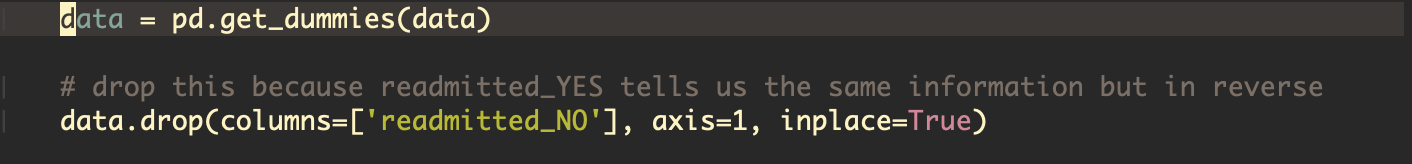 data = pd.get_dummies(data)
# drop this because readmitted_YES tells us the same information but in reverse
data.drop(columns=['readmitted_NO'], axis=1, inplace=True)